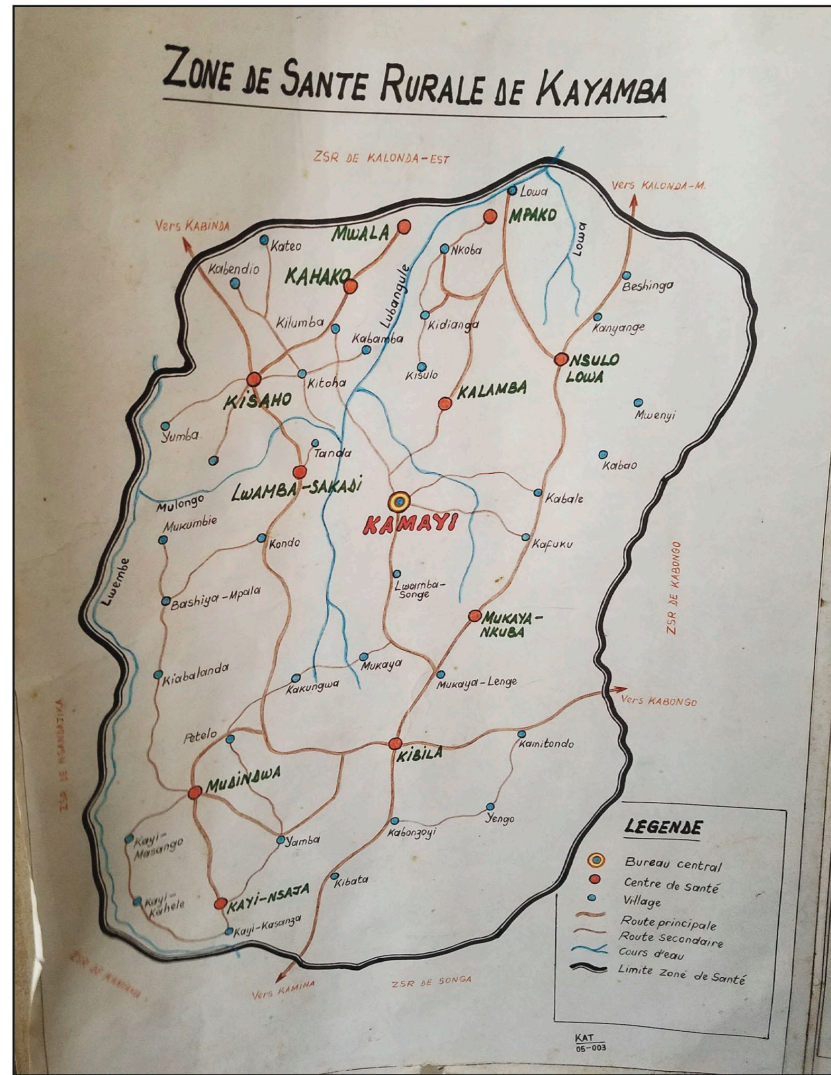 ZONE DE SANTE RURALE DE KAYAMBA
ZSR DE KALONDA-EST
Vers KALONDA-M.
Vers KABINDA
Lowa
MPAKO
MWALA
Kateo
Nkoba
Lowa
Kabendio
KAHAKO
Lubangule
Beshinga
Kilumba
Kidianga
Kanyange
Kabamba
Kitoha
Kisulo
NSULO
LOWA
KISAHO
KALAMBA
Mwenyi
Yumba
Tanda
Kabao
LWAMBA-SAKADI
Mulongo
Kabale
KAMAYI
Mukumbie
Kondo
Kafuku
Lwembe
Lwamba-
Songe
Bashiya-Mpala
ZSR DE KABONGO
MUKAYA-
NKUBA
Mukaya
Kiabalanda
Kakungwa
Mukaya-Lenge
Vers KABONGO
Petelo
KIBILA
Kamitondo
MUDINDWA
Kabonzoyi
Yengo
Kayi-
Masango
Yamba
Kibata
Kayi-
Kahele
KAYI-NSAJA
Kayi-Kasanga
Vers KAMINA
ZSR DE SONGA
LÉGENDE
Bureau central
Centre de Santé
Village
Route principale
Route Secondaire
Cours d'eau
Limite Zone de Santé
KAT
05-003